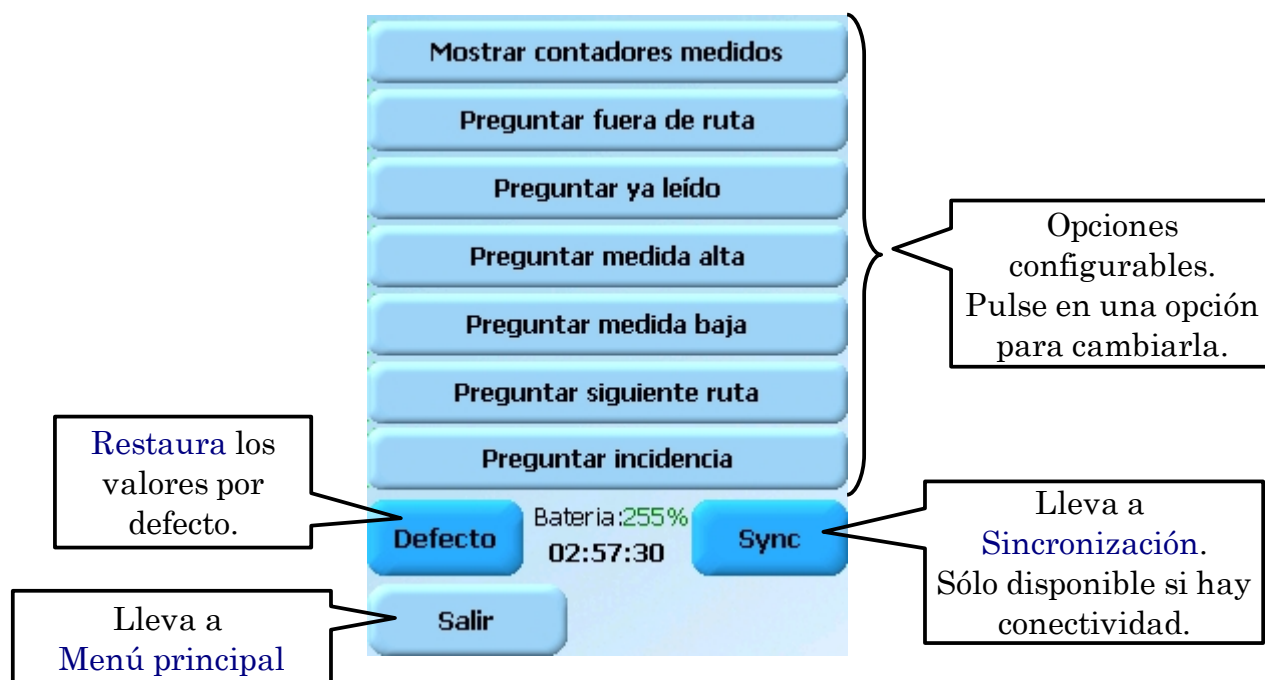 Mostrar contadores medidos
Preguntar fuera de ruta
Preguntar ya leído
Preguntar medida alta
Preguntar medida baja
Preguntar siguiente ruta
Preguntar incidencia
Opciones
configurables.
Pulse en una opción
para cambiarla.
Restaura los
valores por
defecto.
Defecto
Bateria:255%
02:57:30
Sync
Lleva a
Sincronización.
Sólo disponible si hay
conectividad.
Lleva a
Menú principal
Salir